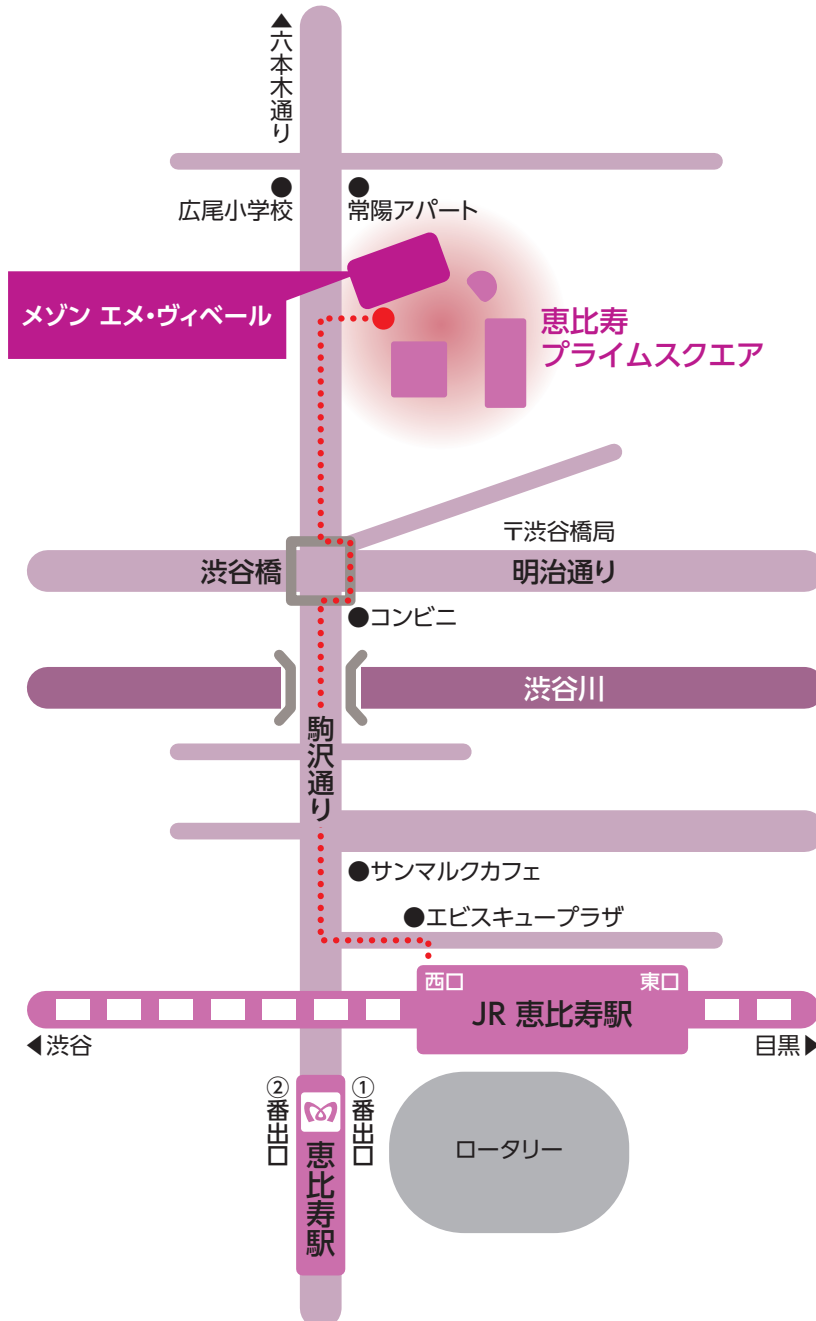 ▲六本木通り
広尾小学校
常陽アパート
メゾン エメ・ヴィベール
恵比寿
プライムスクエア
〒渋谷橋局
渋谷橋
明治通り
コンビニ
渋谷川
駒沢通り
サンマルクカフェ
エビスキュープラザ
西口
東口
JR 恵比寿駅
◀渋谷
目黒▶
②番出口
①番出口
恵比寿駅
ロータリー